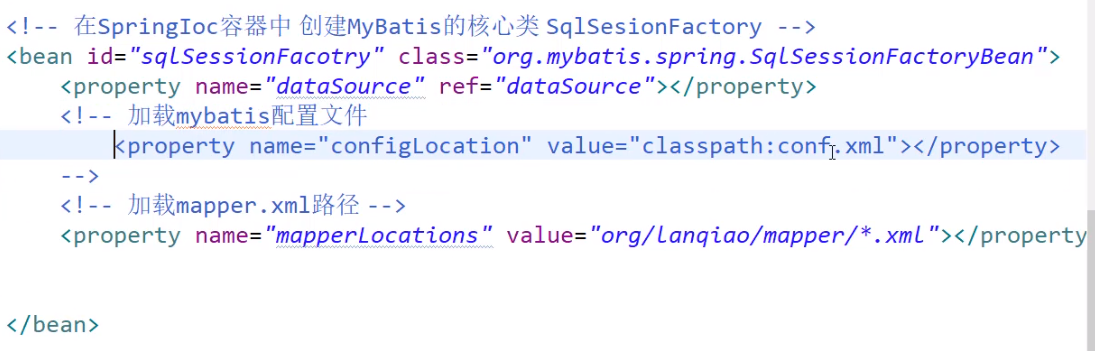 <!-- 在SpringIoc容器中 创建MyBatis的核心类 SqlSesionFactory -->
<bean id="sqlSessionFacotry" class="org.mybatis.spring.SqlSessionFactoryBean">
<property name="dataSource" ref="dataSource"></property>
<!-- 加载mybatis配置文件
<property name="configLocation" value="classpath:conf.xml"></property>
-->
<!-- 加载mapper.xml路径 -->
<property name="mapperLocations" value="org/lanqiao/mapper/*.xml"></property
</bean>